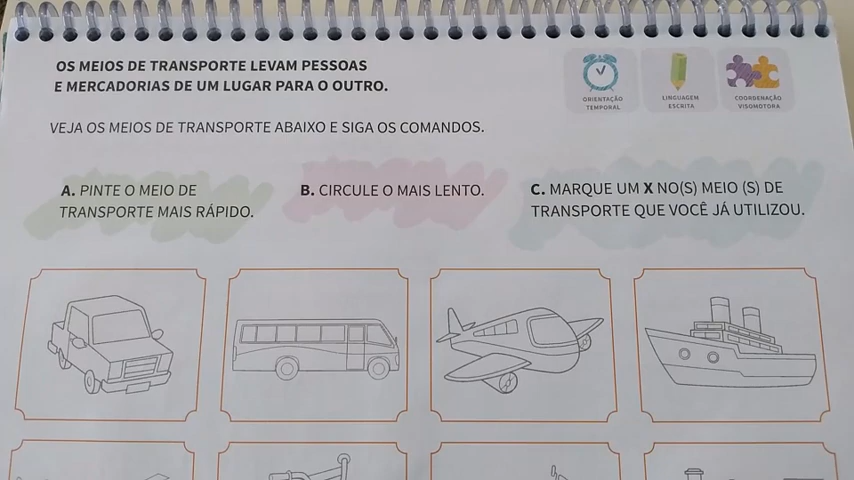 OS MEIOS DE TRANSPORTE LEVAM PESSOAS
E MERCADORIAS DE UM LUGAR PARA O OUTRO.
ORIENTAÇÃO
TEMPORAL
LINGUAGEM
ESCRITA
COORDENAÇÃO
VISOMOTORA
VEJA OS MEIOS DE TRANSPORTE ABAIXO E SIGA OS COMANDOS.
A. PINTE O MEIO DE
TRANSPORTE MAIS RÁPIDO.
B. CIRCULE O MAIS LENTO.
C. MARQUE UM X NO(S) MEIO (S) DE
TRANSPORTE QUE VOCÊ JÁ UTILIZOU.